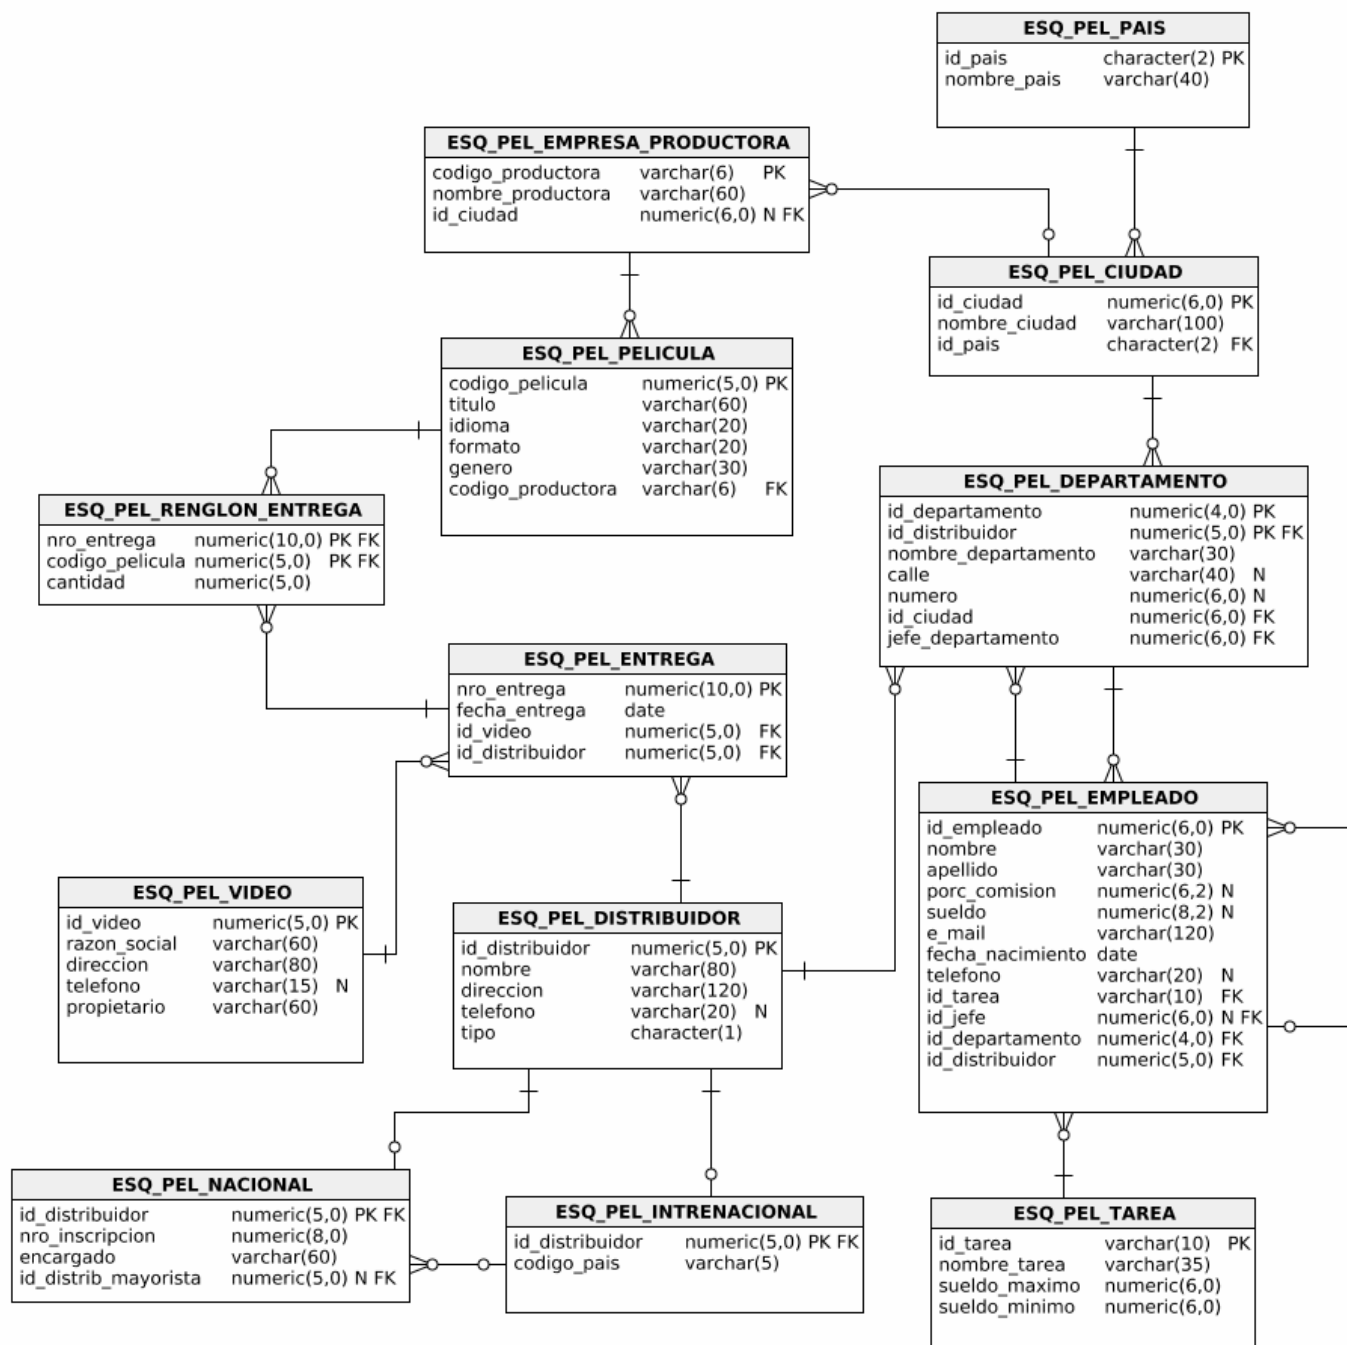 ESQ_PEL_PAIS
id_pais character(2) PK
nombre_pais varchar(40)
ESQ_PEL_EMPRESA_PRODUCTORA
codigo_productora varchar(6) PK
nombre_productora varchar(60)
id_ciudad numeric(6,0) N FK
ESQ_PEL_CIUDAD
id_ciudad numeric(6,0) PK
nombre_ciudad varchar(100)
id_pais character(2) FK
ESQ_PEL_PELICULA
codigo_pelicula numeric(5,0) PK
titulo varchar(60)
idioma varchar(20)
formato varchar(20)
genero varchar(30)
codigo_productora varchar(6) FK
ESQ_PEL_DEPARTAMENTO
id_departamento numeric(4,0) PK
id_distribuidor numeric(5,0) PK FK
nombre_departamento varchar(30)
calle varchar(40) N
numero numeric(6,0) N
id_ciudad numeric(6,0) FK
jefe_departamento numeric(6,0) FK
ESQ_PEL_RENGLON_ENTREGA
nro_entrega numeric(10,0) PK FK
codigo_pelicula numeric(5,0) PK FK
cantidad numeric(5,0)
ESQ_PEL_ENTREGA
nro_entrega numeric(10,0) PK
fecha_entrega date
id_video numeric(5,0) FK
id_distribuidor numeric(5,0) FK
ESQ_PEL_EMPLEADO
id_empleado numeric(6,0) PK
nombre varchar(30)
apellido varchar(30)
porc_comision numeric(6,2) N
sueldo numeric(8,2) N
e_mail varchar(120)
fecha_nacimiento date
telefono varchar(20) N
id_tarea varchar(10) FK
id_jefe numeric(6,0) N FK
id_departamento numeric(4,0) FK
id_distribuidor numeric(5,0) FK
ESQ_PEL_VIDEO
id_video numeric(5,0) PK
razon_social varchar(60)
direccion varchar(80)
telefono varchar(15) N
propietario varchar(60)
ESQ_PEL_DISTRIBUIDOR
id_distribuidor numeric(5,0) PK
nombre varchar(80)
direccion varchar(120)
telefono varchar(20) N
tipo character(1)
ESQ_PEL_NACIONAL
id_distribuidor numeric(5,0) PK FK
nro_inscripcion numeric(8,0)
encargado varchar(60)
id_distrib_mayorista numeric(5,0) N FK
ESQ_PEL_INTRENACIONAL
id_distribuidor numeric(5,0) PK FK
codigo_pais varchar(5)
ESQ_PEL_TAREA
id_tarea varchar(10) PK
nombre_tarea varchar(35)
sueldo_maximo numeric(6,0)
sueldo_minimo numeric(6,0)